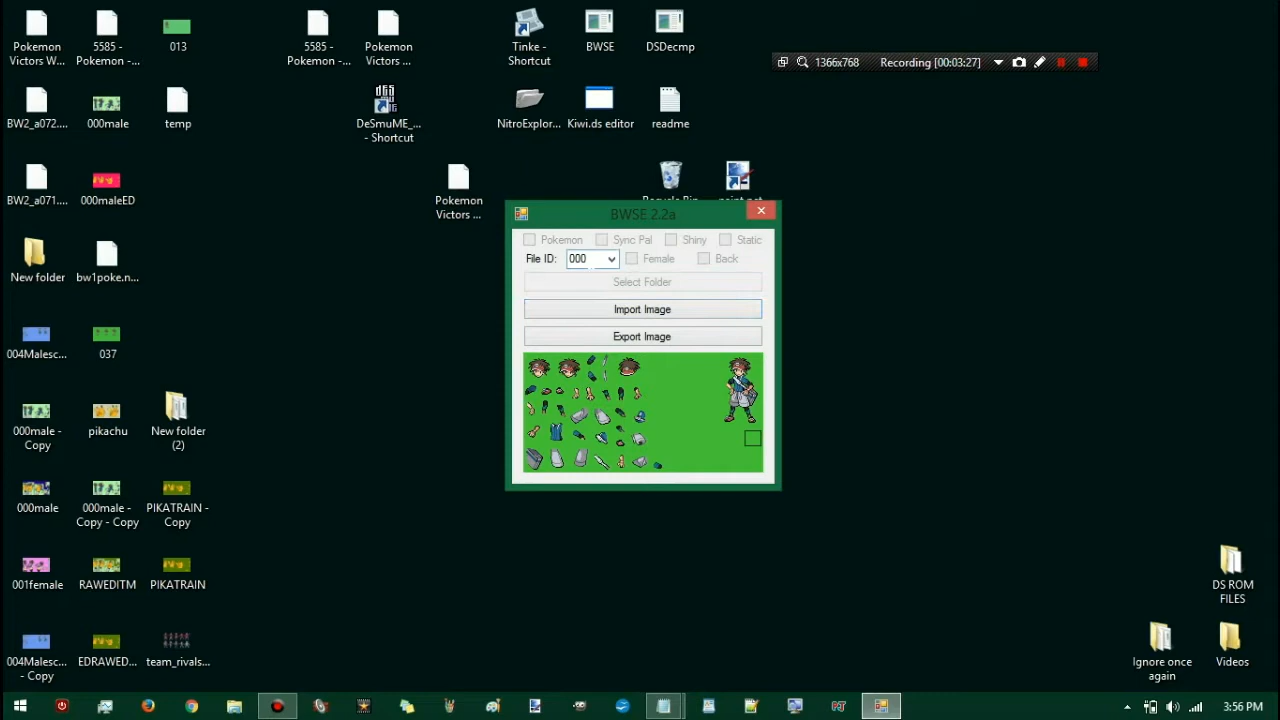 1366x768
Recording [00:03:27]
Pokemon
Victors W...
5585 -
Pokemon -...
013
5585 -
Pokemon -...
Pokemon
Victors ...
Tinke -
Shortcut
BWSE
DSDecmp
BW2_a072....
000male
temp
DeSmuME_...
- Shortcut
NitroExplor...
Kiwi.ds editor
readme
BW2_a071....
000maleED
Pokemon
Victors ...
Recycle Bin
paint.net
New folder
bw1poke.n...
BWSE 2.2a
Pokemon
Sync Pal
Shiny
Static
File ID:
000
Female
Back
Select Folder
Import Image
Export Image
004Malesc...
037
000male -
Copy
pikachu
New folder
(2)
000male
000male -
Copy - Copy
PIKATRAIN -
Copy
001female
RAWEDITM
PIKATRAIN
004Malesc...
- Copy
EDRAWED...
team_rivals...
DS ROM
FILES
Ignore once
again
Videos
3:56 PM